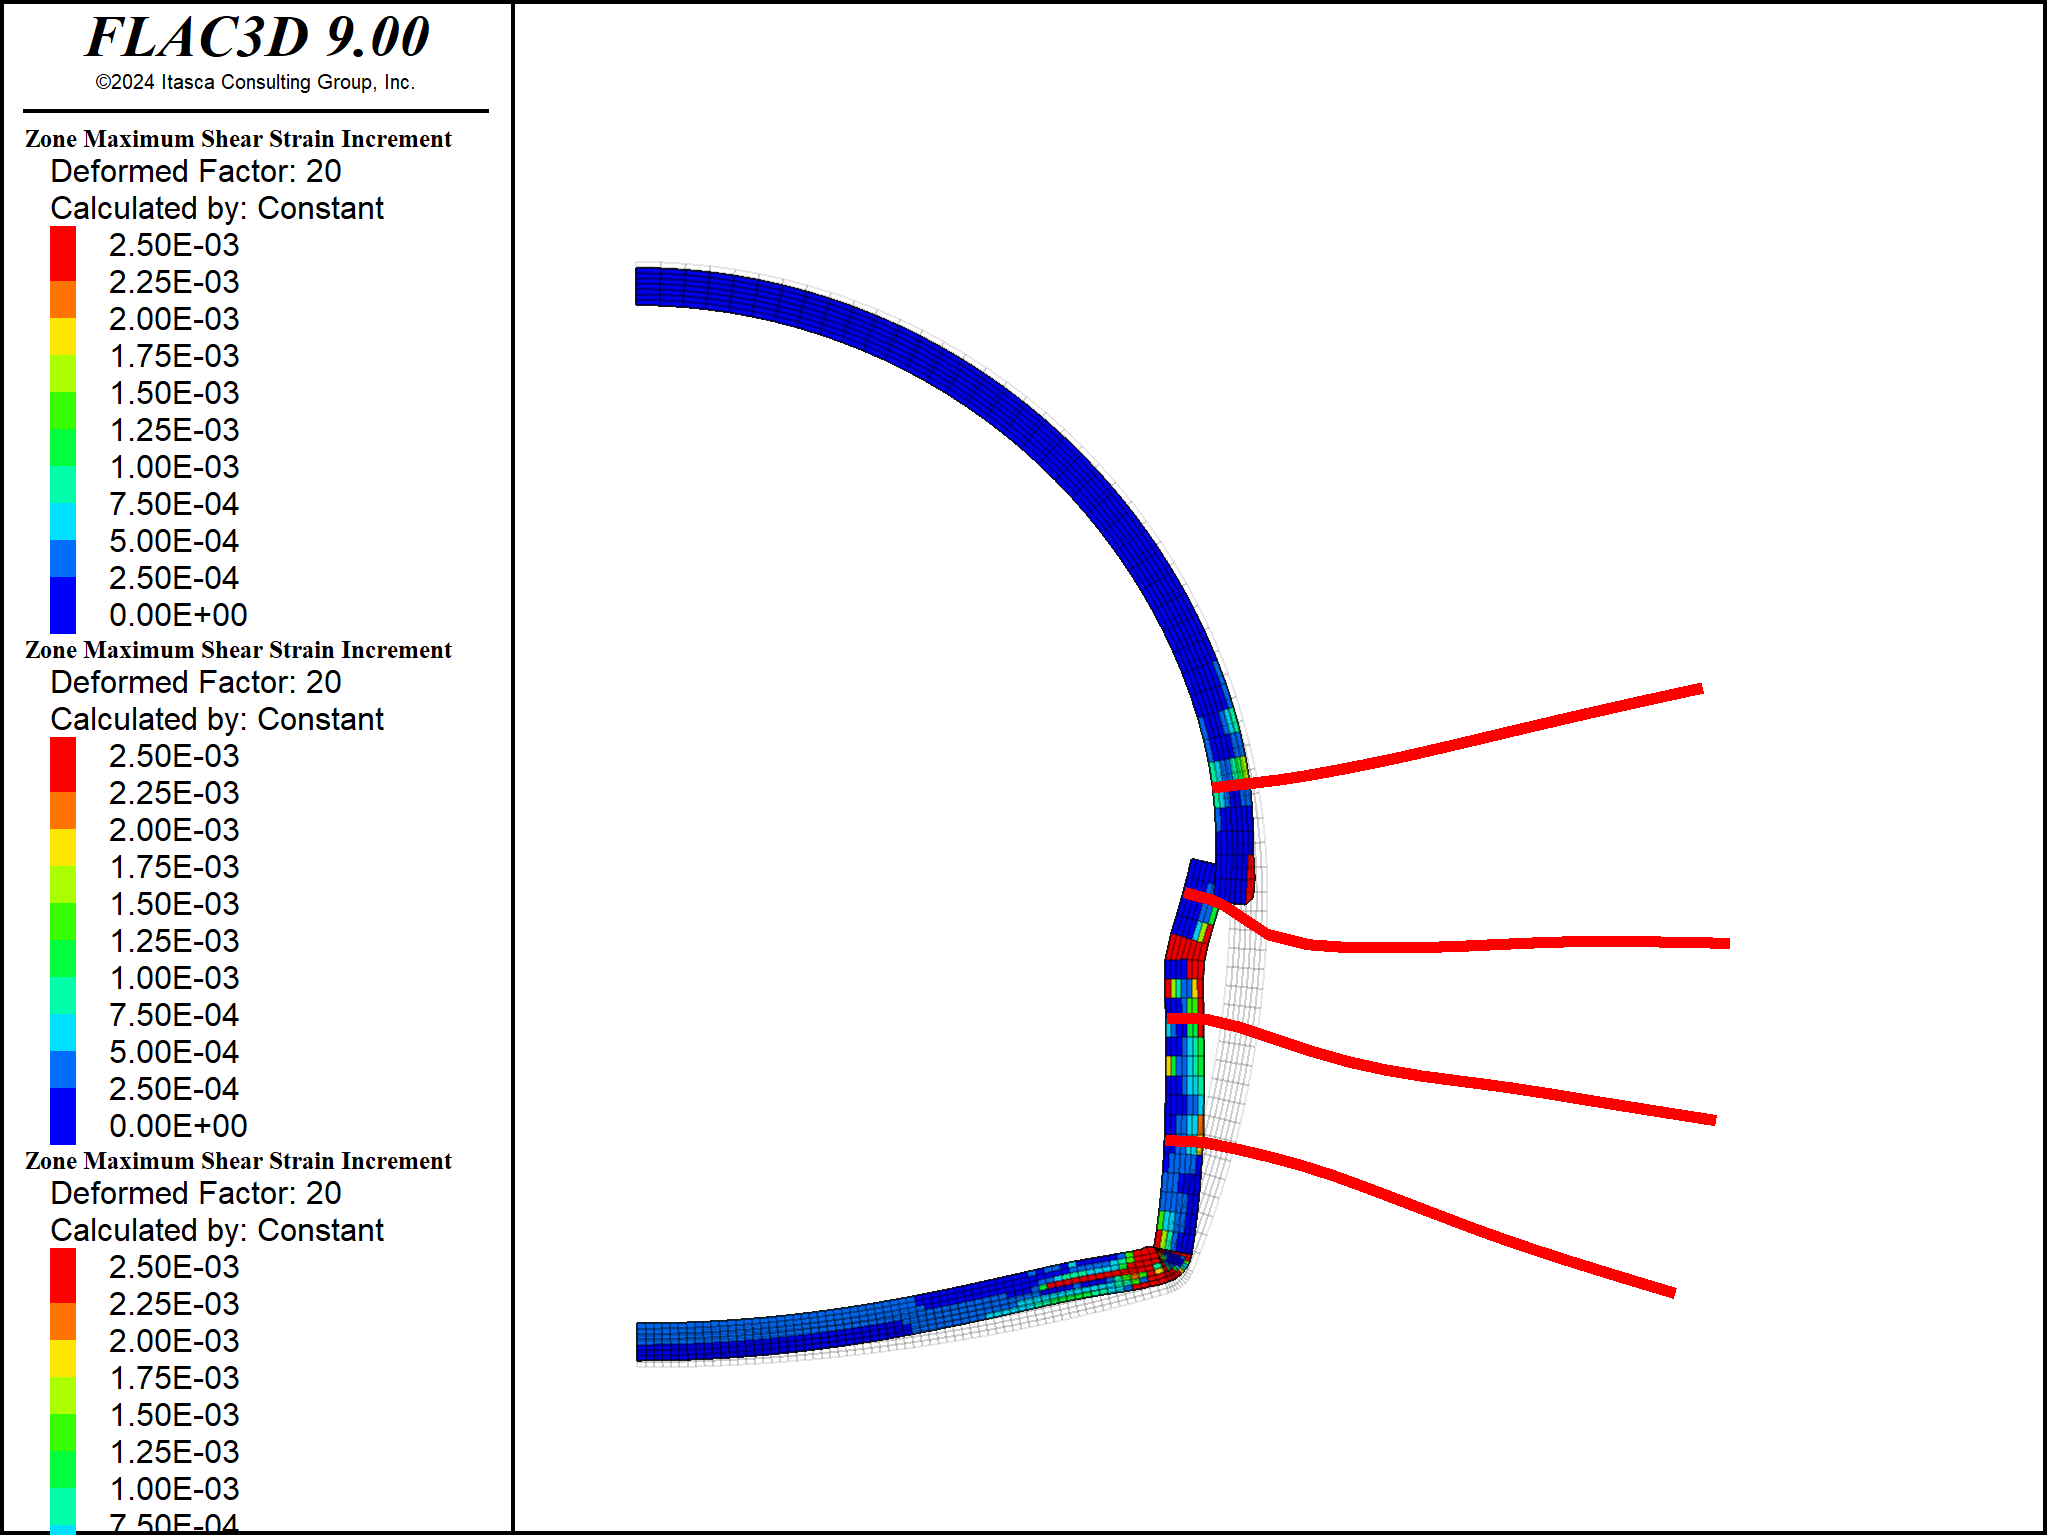 FLAC3D 9.00
©2024 Itasca Consulting Group, Inc.
Zone Maximum Shear Strain Increment
Deformed Factor: 20
Calculated by: Constant
2.50E-03
2.25E-03
2.00E-03
1.75E-03
1.50E-03
1.25E-03
1.00E-03
7.50E-04
5.00E-04
2.50E-04
0.00E+00
Zone Maximum Shear Strain Increment
Deformed Factor: 20
Calculated by: Constant
2.50E-03
2.25E-03
2.00E-03
1.75E-03
1.50E-03
1.25E-03
1.00E-03
7.50E-04
5.00E-04
2.50E-04
0.00E+00
Zone Maximum Shear Strain Increment
Deformed Factor: 20
Calculated by: Constant
2.50E-03
2.25E-03
2.00E-03
1.75E-03
1.50E-03
1.25E-03
1.00E-03
7.50E-04